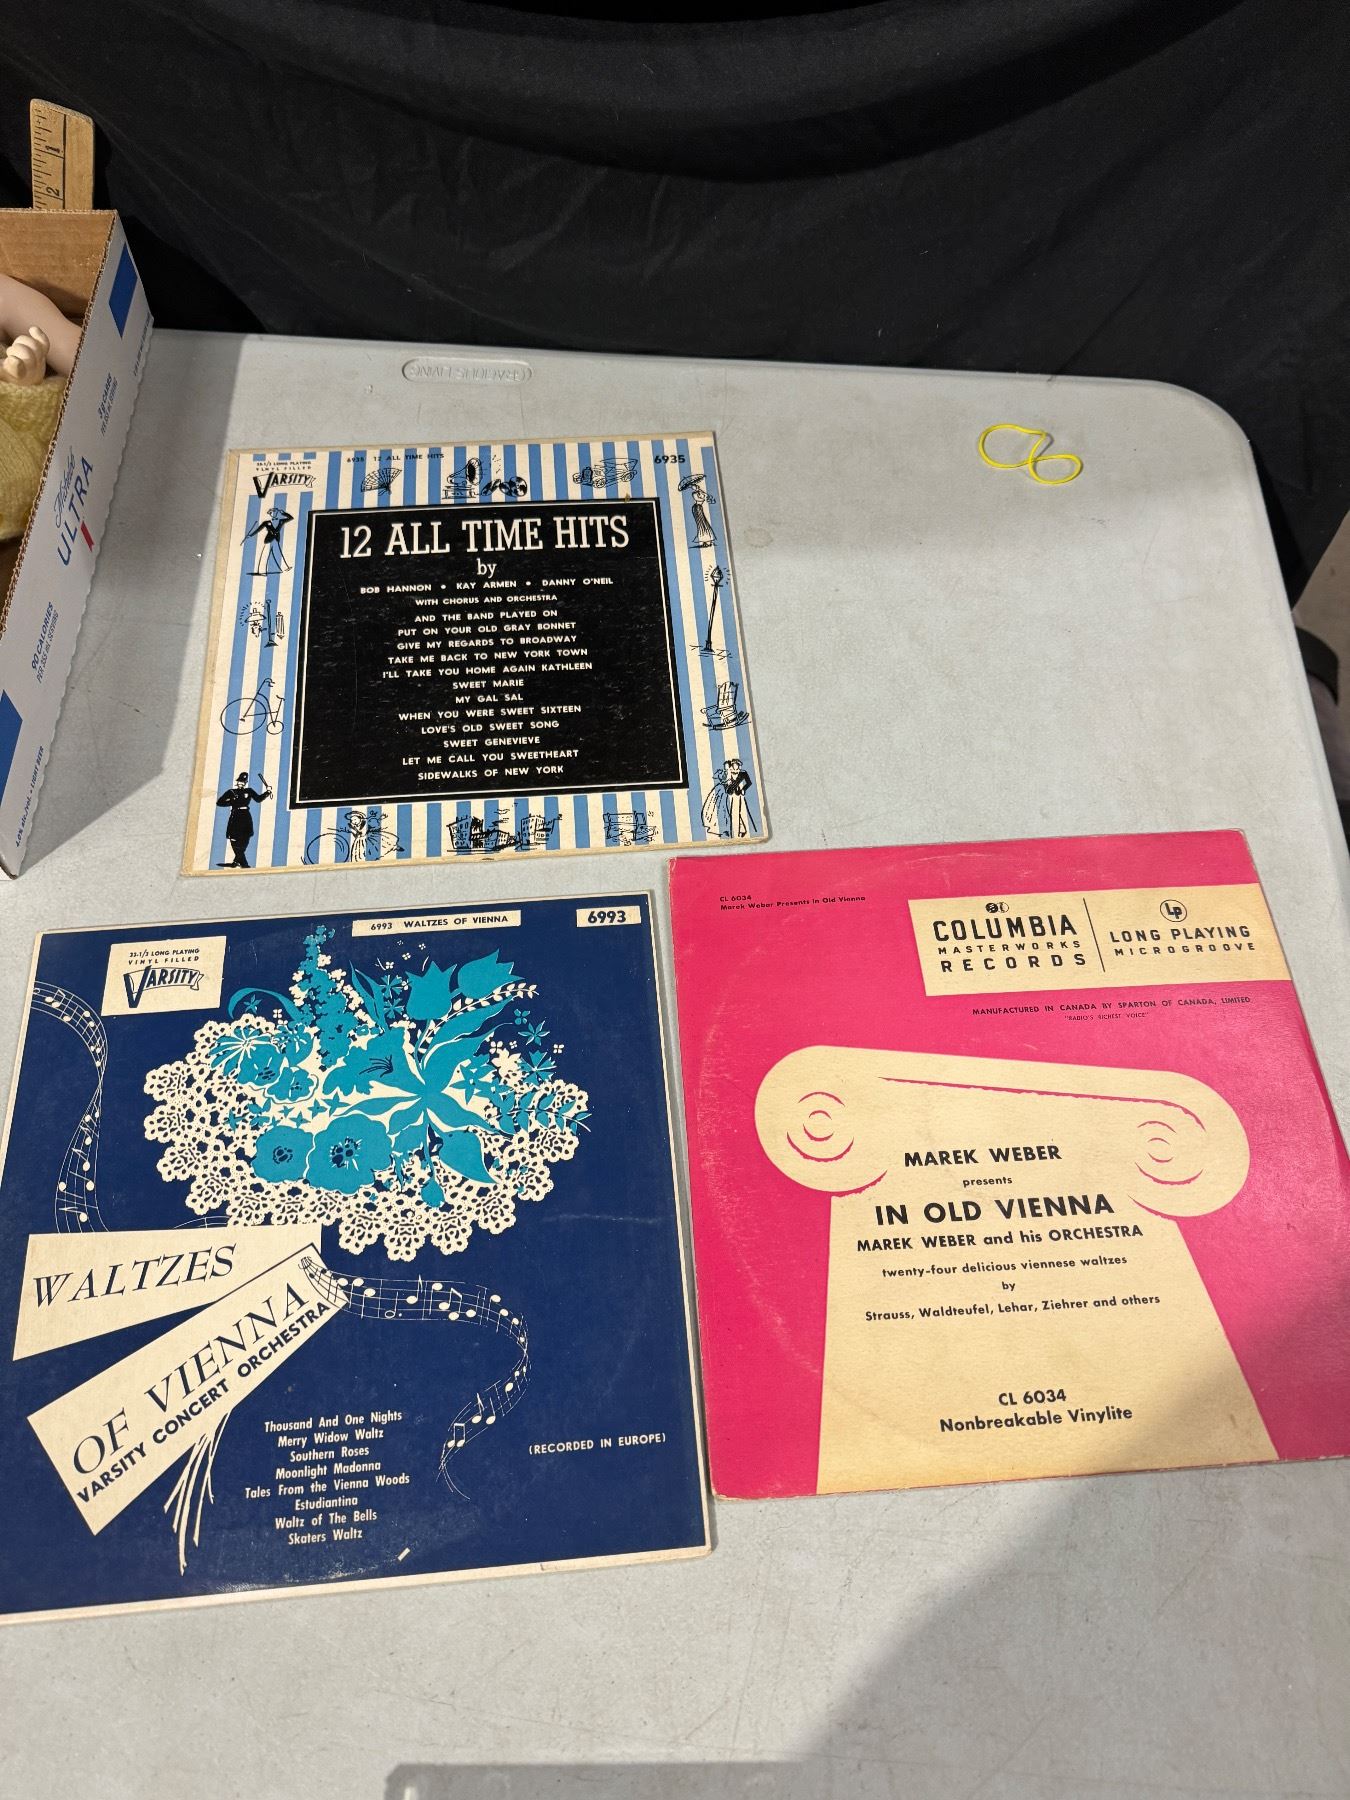 1
2
Michelob
ULTRA
3g CARBS
90 CALORIES
33-1/3 LONG PLAYING
VINYL FILLED
VARSITY
6935 12 ALL TIME HITS
6935
12 ALL TIME HITS
by
BOB HANNON • KAY ARMEN • DANNY O'NEIL
WITH CHORUS AND ORCHESTRA
AND THE BAND PLAYED ON
PUT ON YOUR OLD GRAY BONNET
GIVE MY REGARDS TO BROADWAY
TAKE ME BACK TO NEW YORK TOWN
I'LL TAKE YOU HOME AGAIN KATHLEEN
SWEET MARIE
MY GAL SAL
WHEN YOU WERE SWEET SIXTEEN
LOVE'S OLD SWEET SONG
SWEET GENEVIEVE
LET ME CALL YOU SWEETHEART
SIDEWALKS OF NEW YORK
33-1/3 LONG PLAYING
VINYL FILLED
VARSITY
6993 WALTZES OF VIENNA
6993
WALTZES
OF VIENNA
VARSITY CONCERT ORCHESTRA
Thousand And One Nights
Merry Widow Waltz
Southern Roses
Moonlight Madonna
Tales From the Vienna Woods
Estudiantina
Waltz of The Bells
Skaters Waltz
(RECORDED IN EUROPE)
CL 6034
Marek Weber Presents In Old Vienna
COLUMBIA
MASTERWORKS
RECORDS
LP
LONG PLAYING
MICROGROOVE
MANUFACTURED IN CANADA BY SPARTON OF CANADA, LIMITED
"RADIO'S RICHEST VOICE"
MAREK WEBER
presents
IN OLD VIENNA
MAREK WEBER and his ORCHESTRA
twenty-four delicious viennese waltzes
by
Strauss, Waldteufel, Lehar, Ziehrer and others
CL 6034
Nonbreakable Vinylite